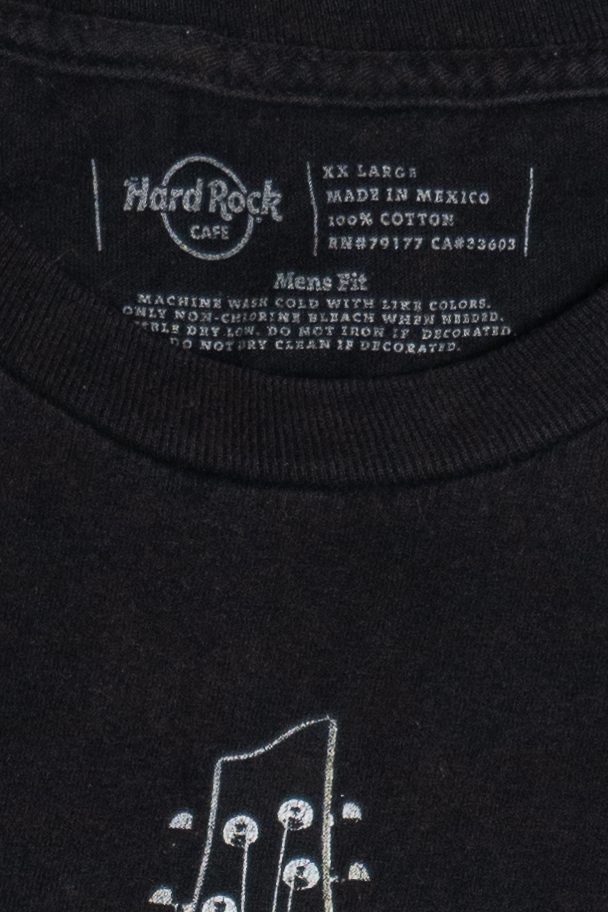 Hard Rock
CAFE
XX LARGE
MADE IN MEXICO
100% COTTON
RN#79177 CA#33603
Mens Fit
MACHINE WASH COLD WITH LIKE COLORS.
ONLY NON-CHLORINE BLEACH WHEN NEEDED.
DRY LOW. DO NOT IRON IF DECORATED.
DO NOT DRY CLEAN IF DECORATED.